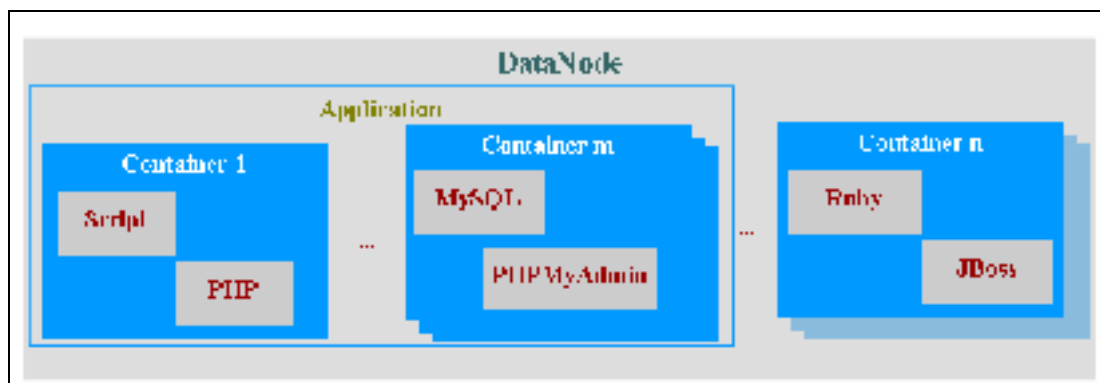 DataNode
Application
Container 1
Script
PHP
...
Container m
MySQL
PHPMyAdmin
...
Container n
Ruby
JBoss